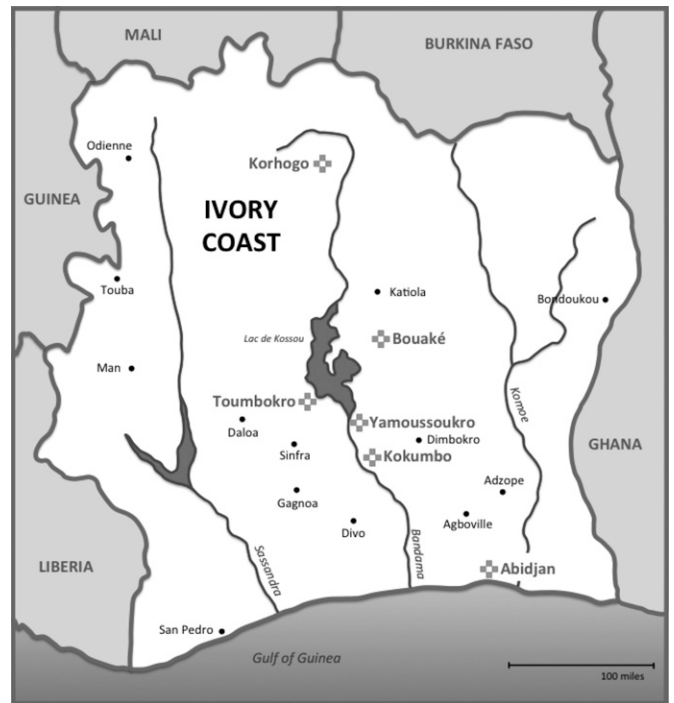 MALI
BURKINA FASO
Odienne
Korhogo
GUINEA
IVORY
COAST
Touba
Katiola
Bondoukou
Lac de Kossou
Bouaké
Man
Toumbokro
Komoe
Daloa
Yamoussoukro
Dimbokro
GHANA
Sinfra
Kokumbo
Adzope
Gagnoa
Agboville
Divo
Bandama
Sassandra
LIBERIA
Abidjan
San Pedro
Gulf of Guinea
100 miles